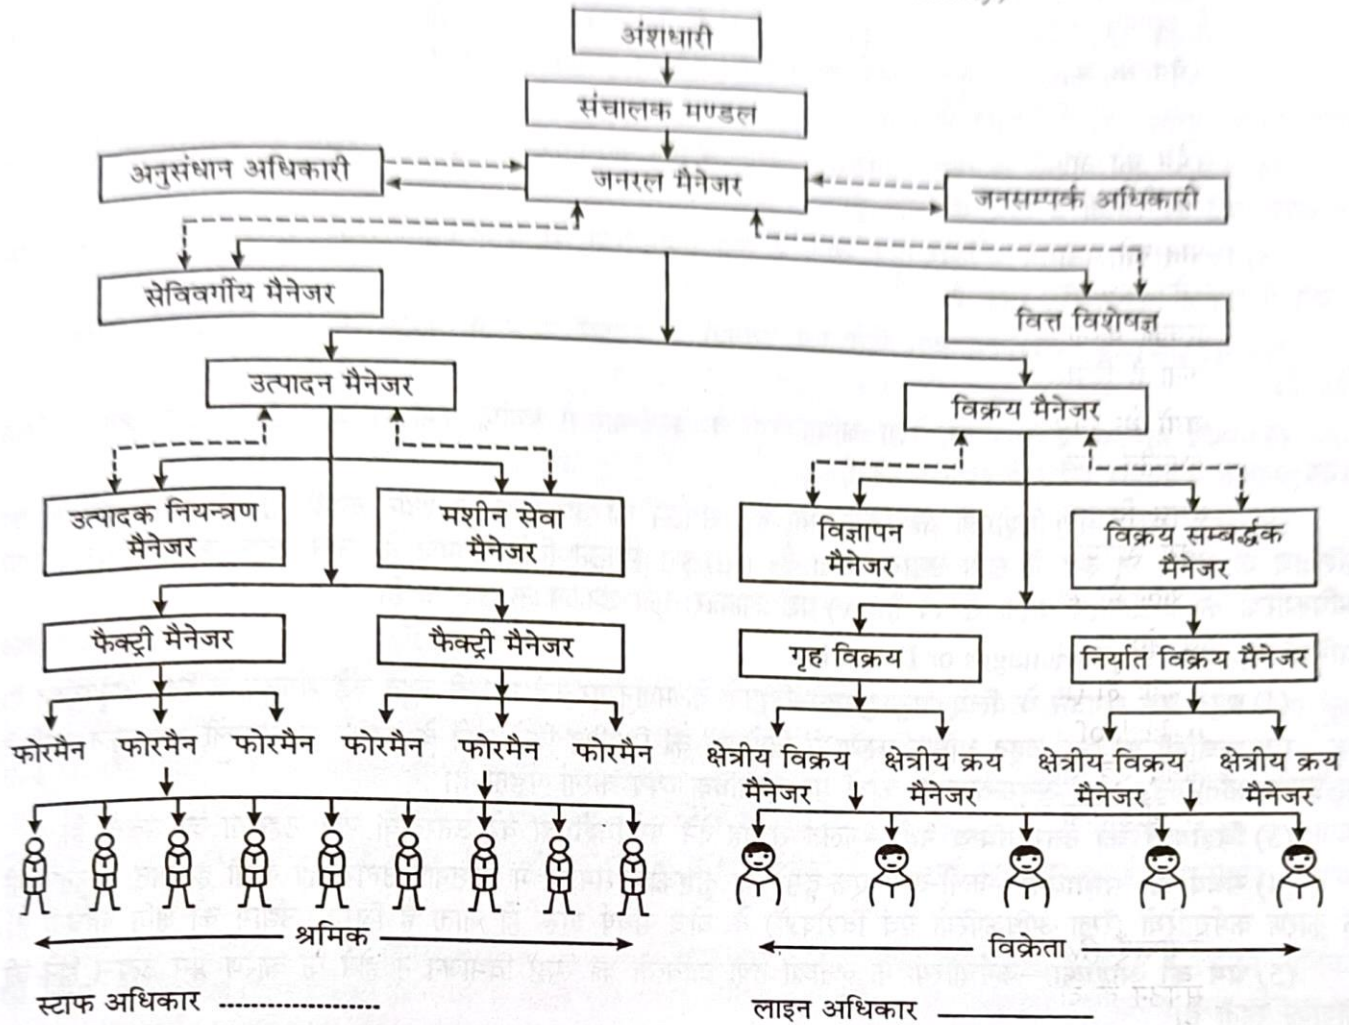 अंशधारी
संचालक मण्डल
अनुसंधान अधिकारी
जनरल मैनेजर
जनसम्पर्क अधिकारी
सेविवर्गीय मैनेजर
वित्त विशेषज्ञ
उत्पादन मैनेजर
विक्रय मैनेजर
उत्पादक नियन्त्रण
मैनेजर
मशीन सेवा
मैनेजर
विज्ञापन
मैनेजर
विक्रय सम्बर्द्धक
मैनेजर
फैक्ट्री मैनेजर
फैक्ट्री मैनेजर
गृह विक्रय
निर्यात विक्रय मैनेजर
फोरमैन फोरमैन फोरमैन फोरमैन फोरमैन फोरमैन
क्षेत्रीय विक्रय
मैनेजर
क्षेत्रीय क्रय
मैनेजर
क्षेत्रीय विक्रय
मैनेजर
क्षेत्रीय क्रय
मैनेजर
श्रमिक
विक्रेता
स्टाफ अधिकार
लाइन अधिकार